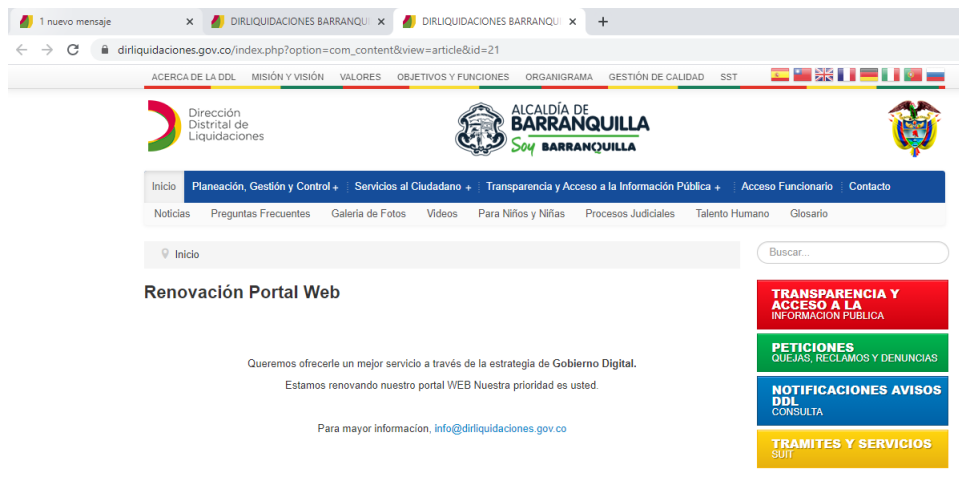 1 nuevo mensaje
DIRLIQUIDACIONES BARRANQUI
DIRLIQUIDACIONES BARRANQUI
dirliquidaciones.gov.co/index.php?option=com_content&view=article&id=21
ACERCA DE LA DDL MISIÓN Y VISIÓN VALORES OBJETIVOS Y FUNCIONES ORGANIGRAMA GESTIÓN DE CALIDAD SST
Dirección
Distrital de
Liquidaciones
ALCALDÍA DE
BARRANQUILLA
Soy BARRANQUILLA
Inicio Planeación, Gestión y Control + Servicios al Ciudadano + Transparencia y Acceso a la Información Pública + Acceso Funcionario Contacto
Noticias Preguntas Frecuentes Galeria de Fotos Videos Para Niños y Niñas Procesos Judiciales Talento Humano Glosario
Inicio
Buscar...
Renovación Portal Web
Queremos ofrecerle un mejor servicio a través de la estrategia de Gobierno Digital.
Estamos renovando nuestro portal WEB Nuestra prioridad es usted.
Para mayor informacion, info@dirliquidaciones.gov.co
TRANSPARENCIA Y
ACCESO A LA
INFORMACION PUBLICA
PETICIONES
QUEJAS, RECLAMOS Y DENUNCIAS
NOTIFICACIONES AVISOS
DDL
CONSULTA
TRAMITES Y SERVICIOS
SUIT